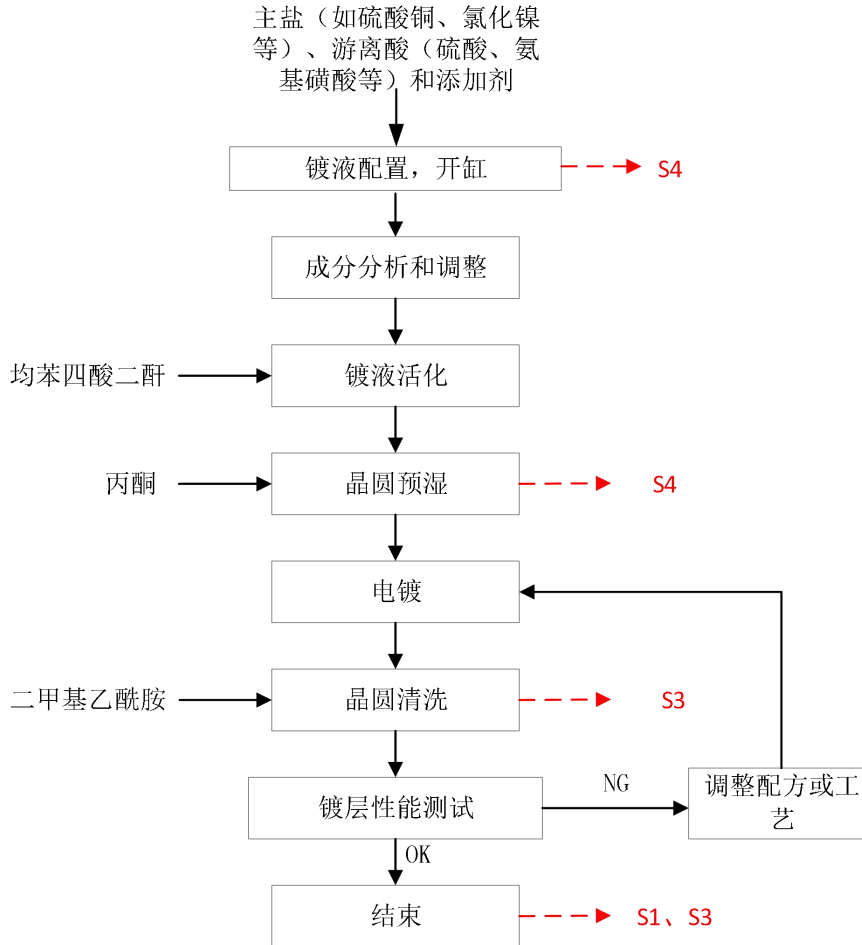 主盐（如硫酸铜、氯化镍
等）、游离酸（硫酸、氨
基磺酸等）和添加剂
镀液配置，开缸
S4
成分分析和调整
均苯四酸二酐
镀液活化
丙酮
晶圆预湿
S4
电镀
二甲基乙酰胺
晶圆清洗
S3
镀层性能测试
NG
调整配方或工
艺
OK
结束
S1、S3